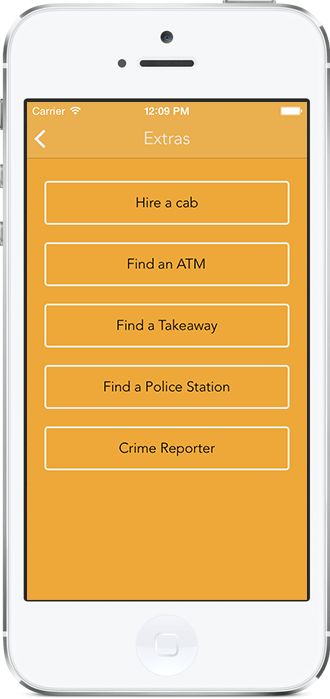 Carrier 12:09 PM
Extras
Hire a cab
Find an ATM
Find a Takeaway
Find a Police Station
Crime Reporter